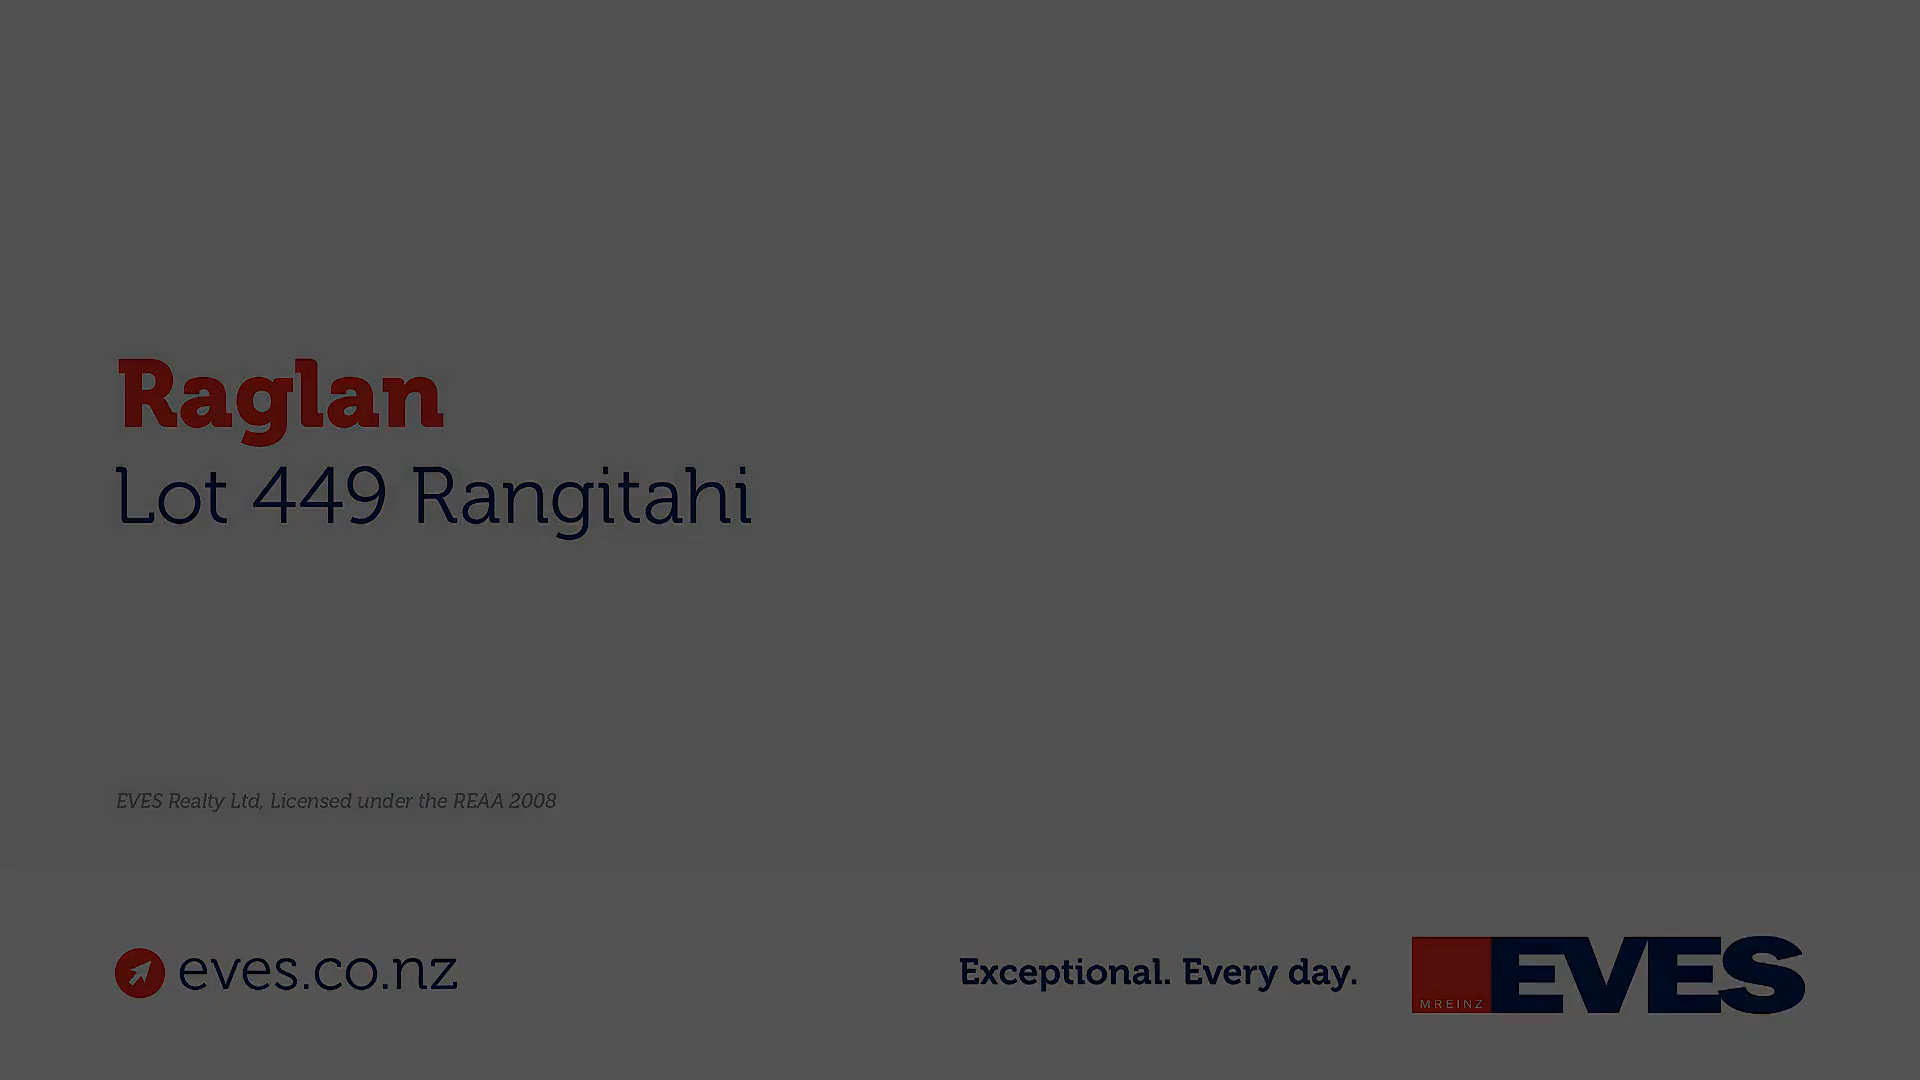 Raglan
Lot 449 Rangitahi
EVES Realty Ltd, Licensed under the REAA 2008
eves.co.nz
Exceptional. Every day.
MREINZ
EVES